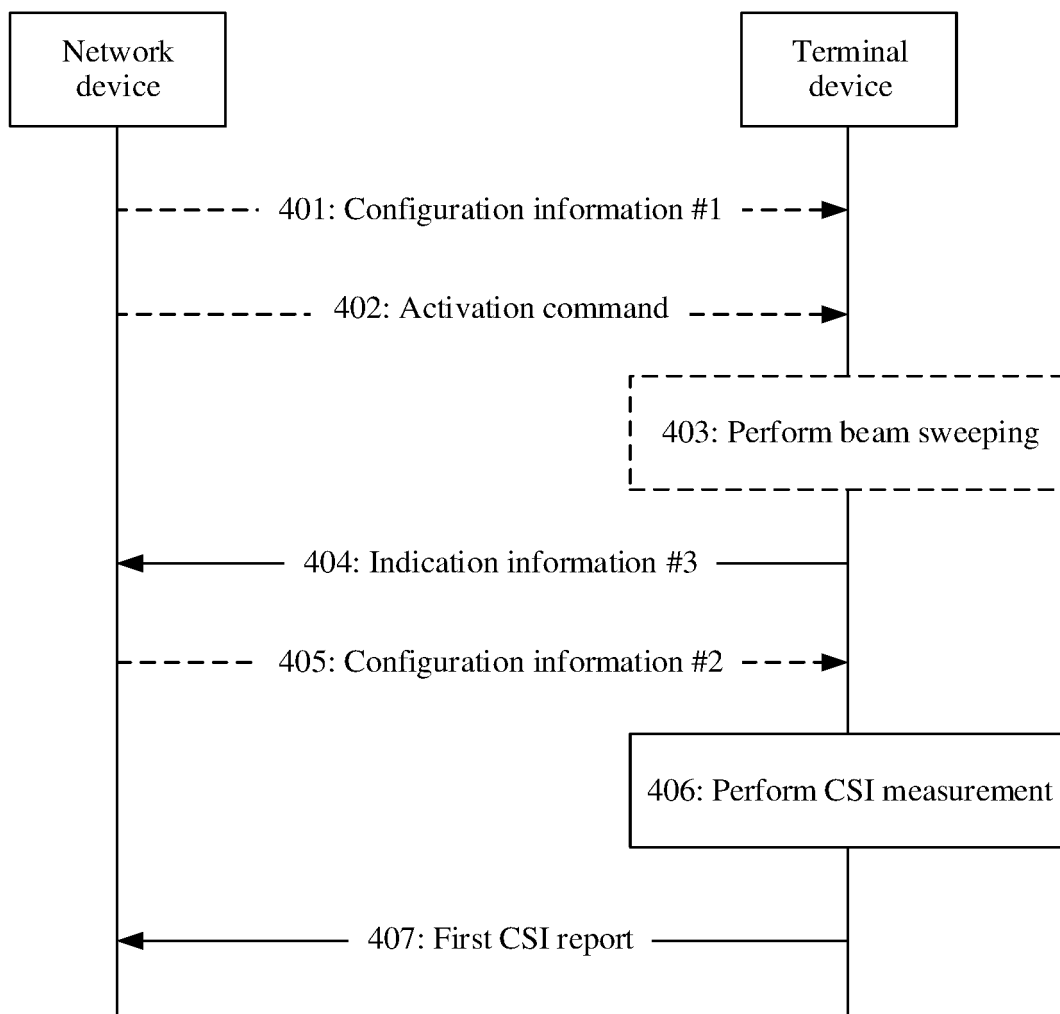 Network
device
Terminal
device
401: Configuration information #1
402: Activation command
403: Perform beam sweeping
404: Indication information #3
405: Configuration information #2
406: Perform CSI measurement
407: First CSI report